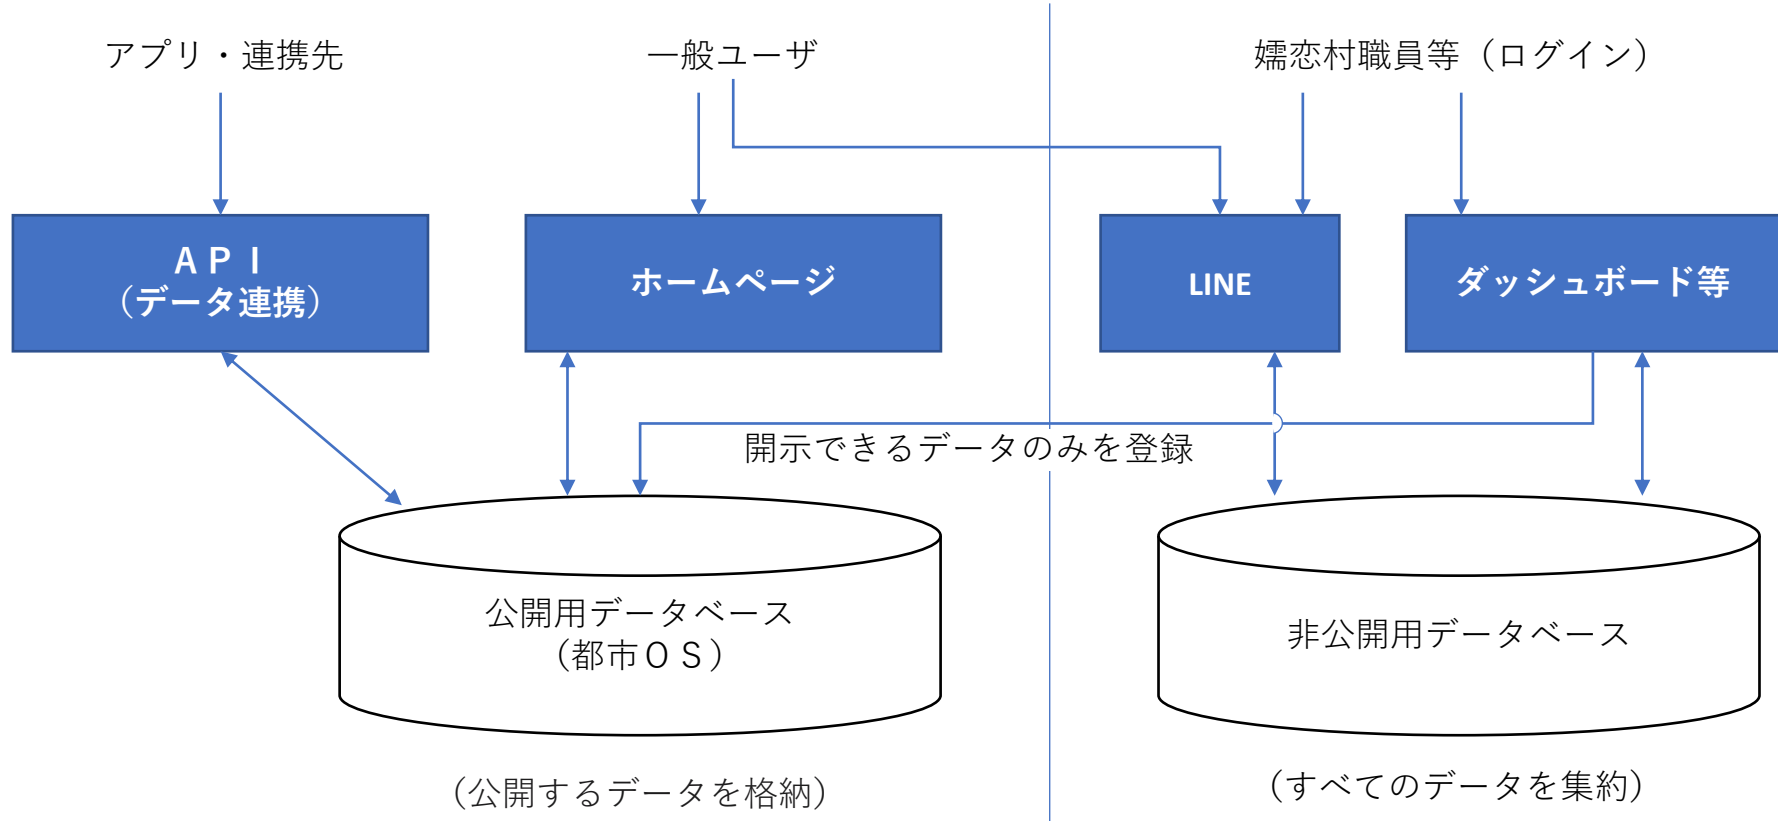 アプリ・連携先
一般ユーザ
嬬恋村職員等（ログイン）
ＡＰＩ
（データ連携）
ホームページ
LINE
ダッシュボード等
開示できるデータのみを登録
公開用データベース
（都市ＯＳ）
非公開用データベース
（公開するデータを格納）
（すべてのデータを集約）